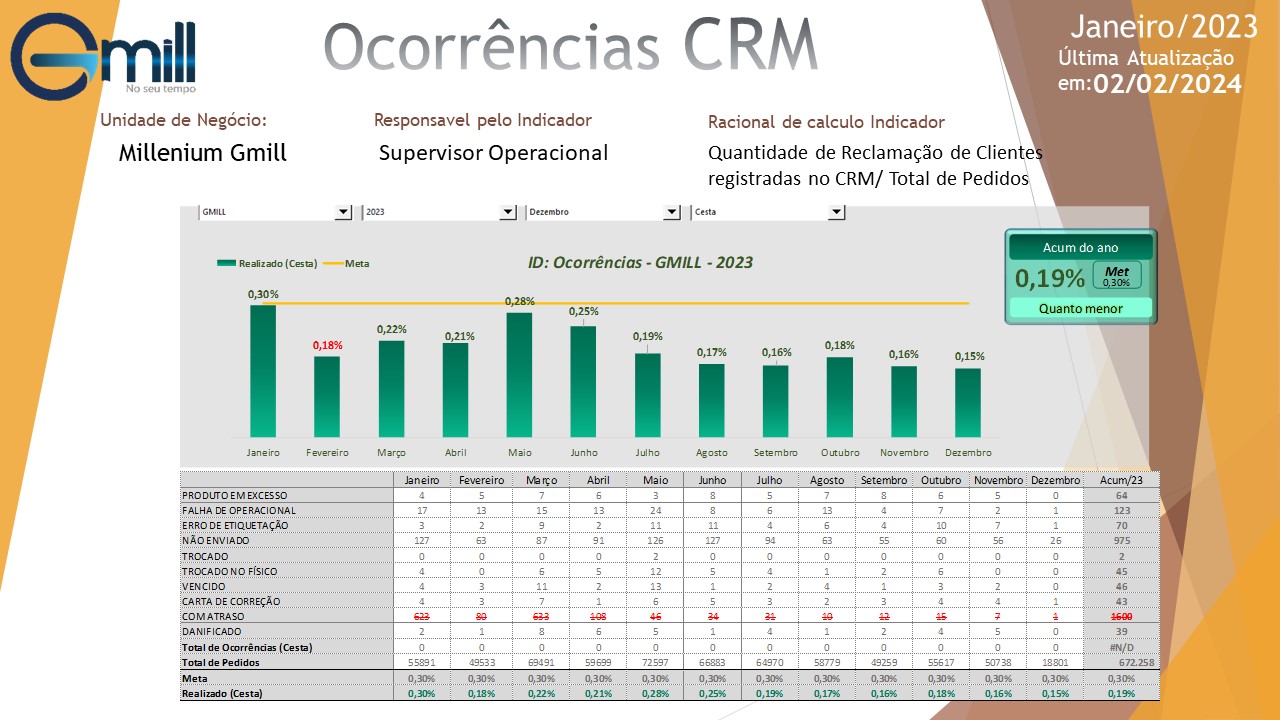 Gmill
No seu tempo
Ocorrências CRM
Janeiro/2023
Última Atualização
em:02/02/2024
Unidade de Negócio:
Millenium Gmill
Responsavel pelo Indicador
Supervisor Operacional
Racional de calculo Indicador
Quantidade de Reclamação de Clientes
registradas no CRM/ Total de Pedidos
GMILL 2023 Dezembro Cesta
Realizado (Cesta) Meta
ID: Ocorrências - GMILL - 2023
Acum do ano
0,19% Met
0,30%
Quanto menor
0,30% 0,18% 0,22% 0,21% 0,28% 0,25% 0,19% 0,17% 0,16% 0,18% 0,16% 0,15%
Janeiro Fevereiro Março Abril Maio Junho Julho Agosto Setembro Outubro Novembro Dezembro
Janeiro Fevereiro Março Abril Maio Junho Julho Agosto Setembro Outubro Novembro Dezembro Acum/23
PRODUTO EM EXCESSO 4 5 7 6 3 8 5 7 8 6 5 0 64
FALHA DE OPERACIONAL 17 13 15 13 24 8 6 13 4 7 2 1 123
ERRO DE ETIQUETAÇÃO 3 2 9 2 11 11 4 6 4 10 7 1 70
NÃO ENVIADO 127 63 87 91 126 127 94 63 55 60 56 26 975
TROCADO 0 0 0 0 2 0 0 0 0 0 0 0 2
TROCADO NO FÍSICO 4 0 6 5 12 5 4 1 2 6 0 0 45
VENCIDO 4 3 11 2 13 1 2 4 1 3 2 0 46
CARTA DE CORREÇÃO 4 3 7 1 6 5 3 2 3 4 4 1 43
COM ATRASO 623 80 633 108 46 34 31 10 12 15 7 1 1600
DANIFICADO 2 1 8 6 5 1 4 1 2 4 5 0 39
Total de Ocorrências (Cesta) 0 0 0 0 0 0 0 0 0 0 0 0 #N/D
Total de Pedidos 55891 49533 69491 59699 72597 66883 64970 58779 49259 55617 50738 18801 672.258
Meta 0,30% 0,30% 0,30% 0,30% 0,30% 0,30% 0,30% 0,30% 0,30% 0,30% 0,30% 0,30% 0,30%
Realizado (Cesta) 0,30% 0,18% 0,22% 0,21% 0,28% 0,25% 0,19% 0,17% 0,16% 0,18% 0,16% 0,15% 0,19%